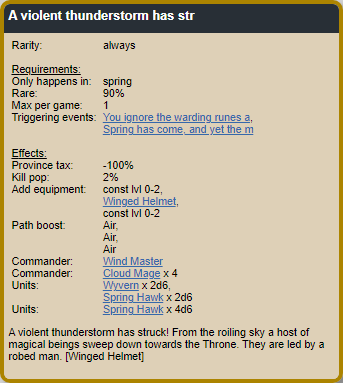 A violent thunderstorm has str
Rarity: always
Requirements:
Only happens in: spring
Rare: 90%
Max per game: 1
Triggering events: You ignore the warding runes a,
Spring has come, and yet the m
Effects:
Province tax: -100%
Kill pop: 2%
Add equipment: const lvl 0-2,
Winged Helmet,
const lvl 0-2
Path boost: Air,
Air,
Air
Commander: Wind Master
Commander: Cloud Mage x 4
Units: Wyvern x 2d6,
Spring Hawk x 2d6
Units: Spring Hawk x 4d6
A violent thunderstorm has struck! From the roiling sky a host of
magical beings sweep down towards the Throne. They are led by a
robed man. [Winged Helmet]